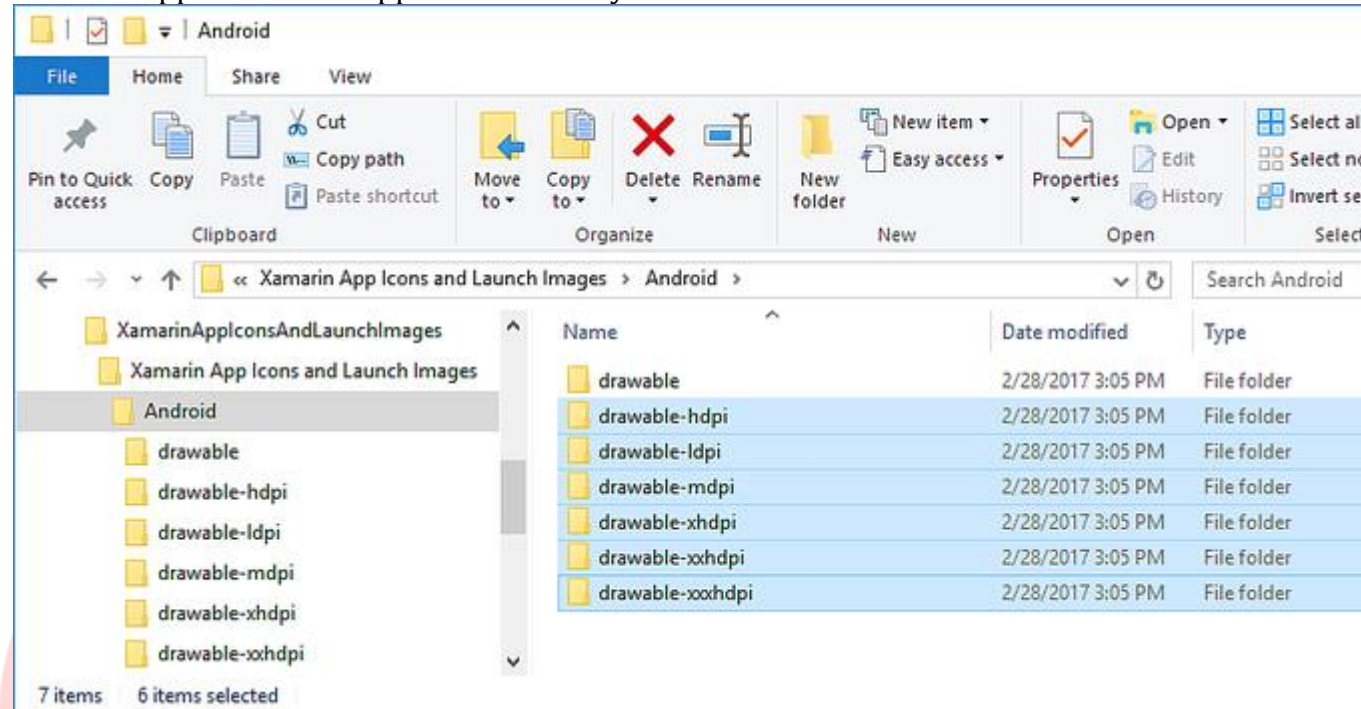 Android
File Home Share View
Pin to Quick access
Copy
Paste
Cut
Copy path
Paste shortcut
Move to
Copy to
Delete
Rename
New folder
New item
Easy access
Properties
Open
Edit
History
Select al
Select no
Invert se
Clipboard Organize New Open Select
« Xamarin App Icons and Launch Images > Android >
Search Android
XamarinAppIconsAndLaunchImages
Xamarin App Icons and Launch Images
Android
drawable
drawable-hdpi
drawable-ldpi
drawable-mdpi
drawable-xhdpi
drawable-xxhdpi
Name Date modified Type
drawable 2/28/2017 3:05 PM File folder
drawable-hdpi 2/28/2017 3:05 PM File folder
drawable-ldpi 2/28/2017 3:05 PM File folder
drawable-mdpi 2/28/2017 3:05 PM File folder
drawable-xhdpi 2/28/2017 3:05 PM File folder
drawable-xxhdpi 2/28/2017 3:05 PM File folder
drawable-xxxhdpi 2/28/2017 3:05 PM File folder
7 items 6 items selected